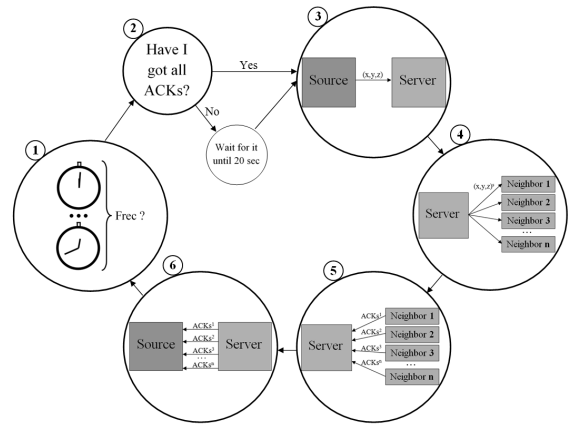 1
Frec ?
2
Have I
got all
ACKs?
Yes
No
Wait for it
until 20 sec
3
Source
(x,y,z)
Server
4
Server
(x,y,z)ⁿ
Neighbor 1
Neighbor 2
Neighbor 3
...
Neighbor n
5
Server
ACKs¹
ACKs²
ACKs³
ACKsⁿ
Neighbor 1
Neighbor 2
Neighbor 3
...
Neighbor n
6
Source
ACKs¹
ACKs²
ACKs³
...
ACKsⁿ
Server